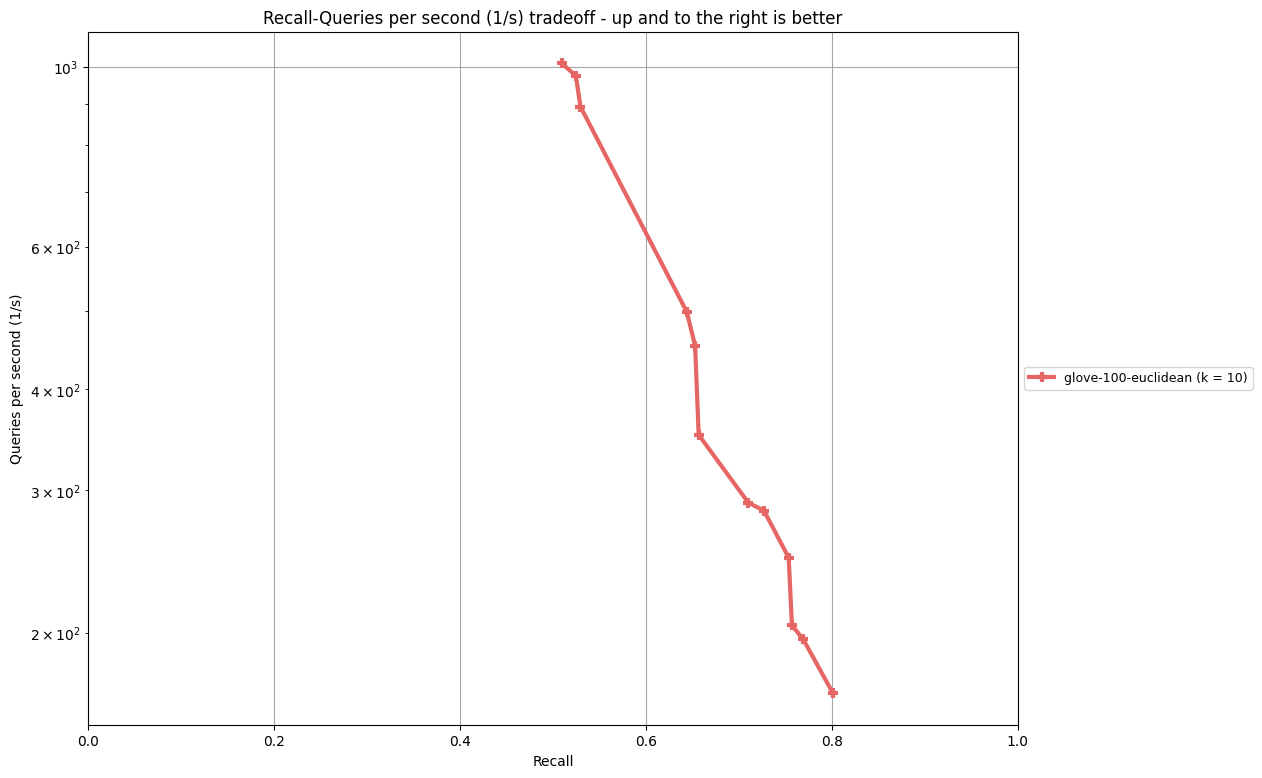 Recall-Queries per second (1/s) tradeoff - up and to the right is better
Queries per second (1/s)
10³
6 × 10²
4 × 10²
3 × 10²
2 × 10²
0.0 0.2 0.4 0.6 0.8 1.0
Recall
glove-100-euclidean (k = 10)